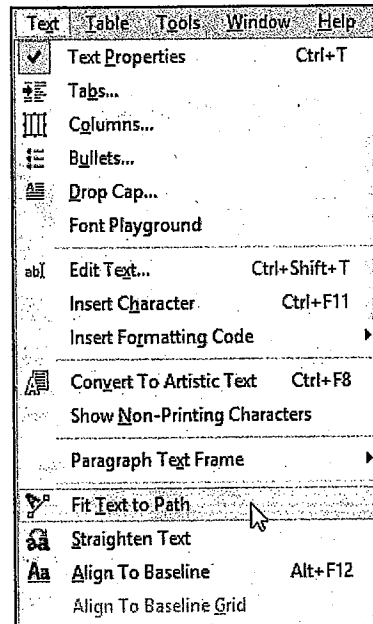 Text Table Tools Window Help
Text Properties Ctrl+T
Tabs...
Columns...
Bullets...
Drop Cap...
Font Playground
Edit Text... Ctrl+Shift+T
Insert Character Ctrl+F11
Insert Formatting Code
Convert To Artistic Text Ctrl+F8
Show Non-Printing Characters
Paragraph Text Frame
Fit Text to Path
Straighten Text
Align To Baseline Alt+F12
Align To Baseline Grid